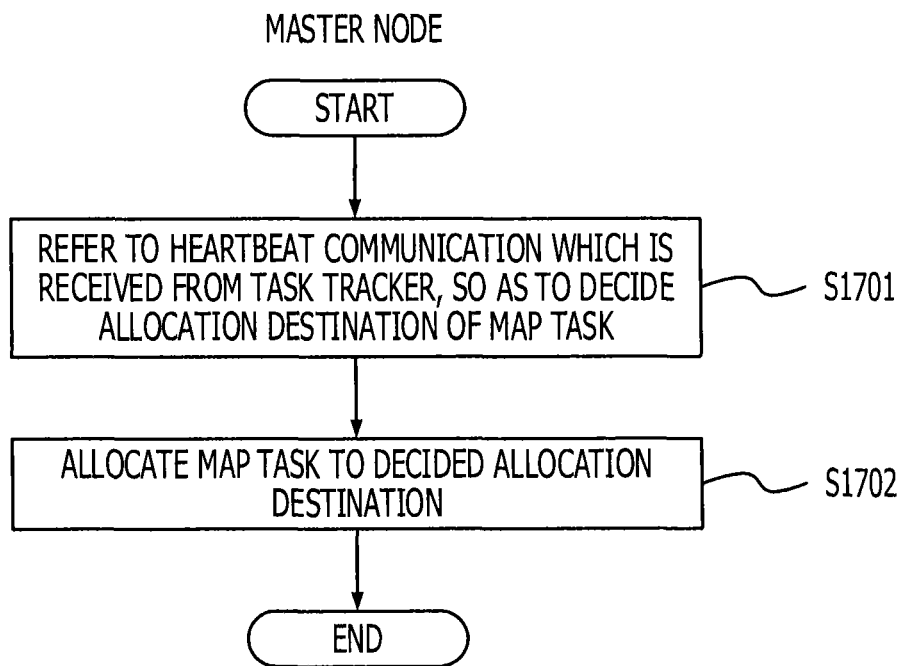 MASTER NODE
START
REFER TO HEARTBEAT COMMUNICATION WHICH IS
RECEIVED FROM TASK TRACKER, SO AS TO DECIDE
ALLOCATION DESTINATION OF MAP TASK
S1701
ALLOCATE MAP TASK TO DECIDED ALLOCATION
DESTINATION
S1702
END